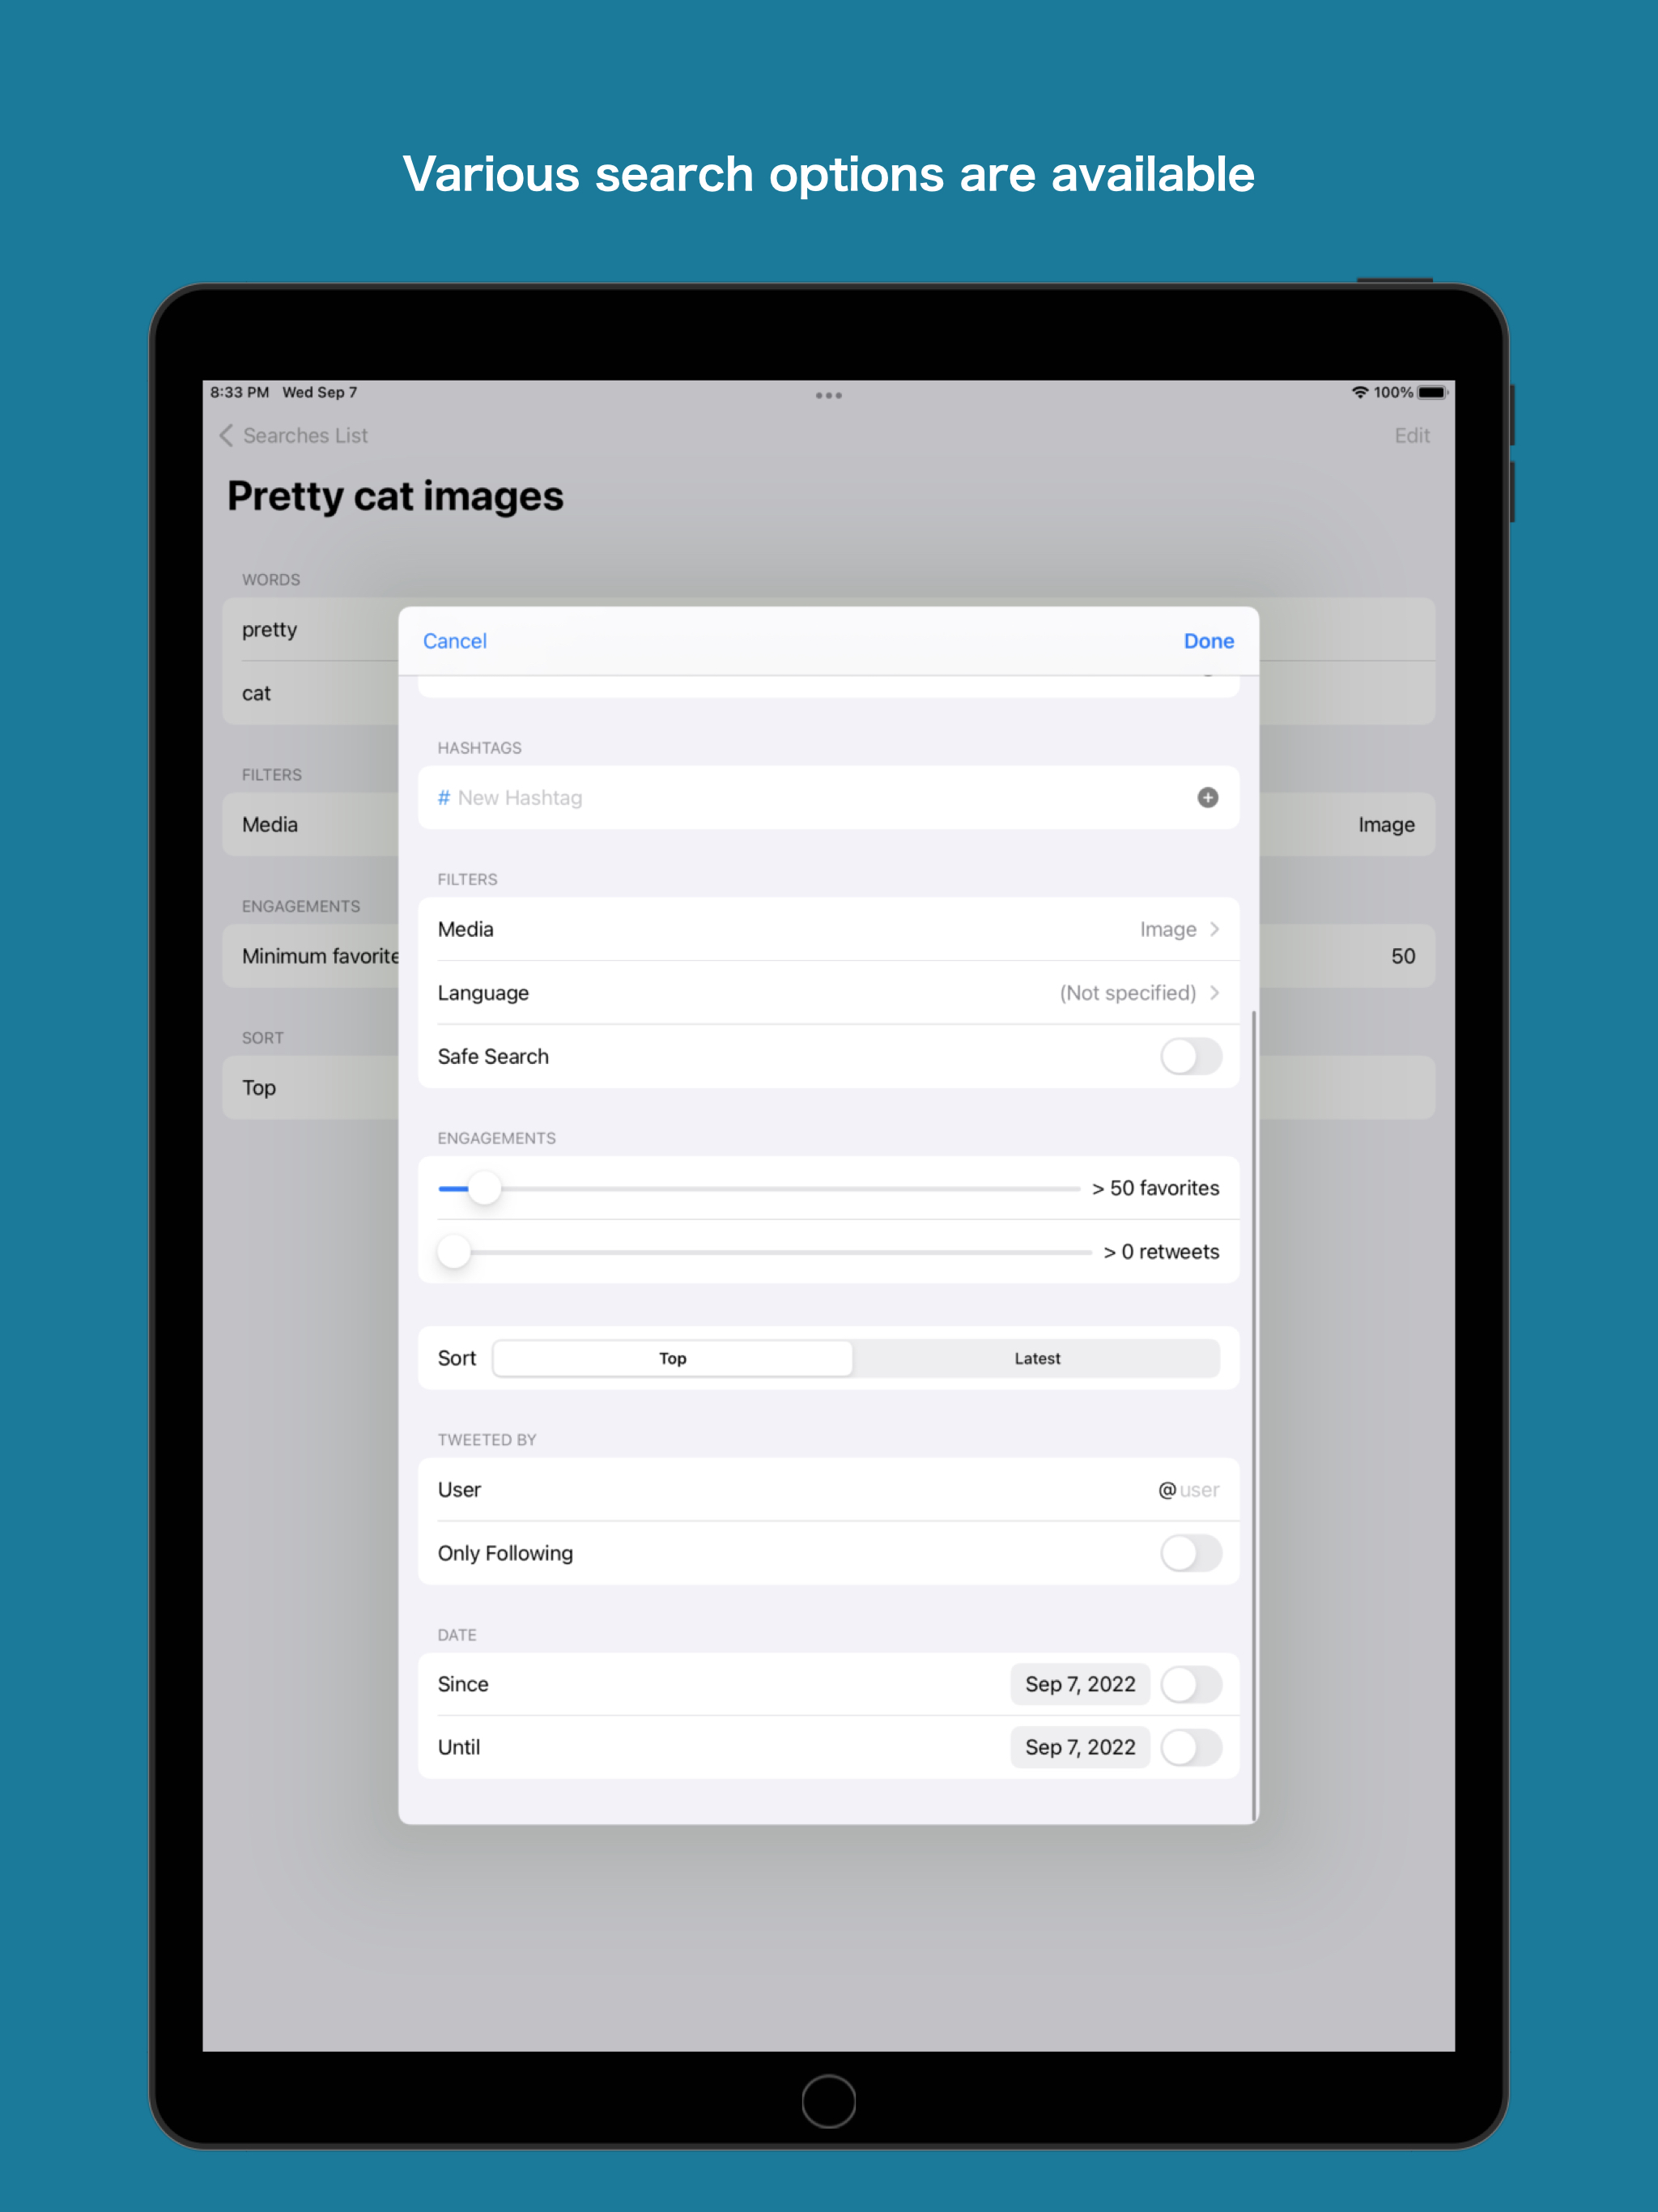 Various search options are available
8:33 PM Wed Sep 7
100%
Searches List
Edit
Pretty cat images
WORDS
pretty
cat
FILTERS
Media
Image
ENGAGEMENTS
Minimum favorite
50
SORT
Top
Cancel
Done
HASHTAGS
# New Hashtag
FILTERS
Media
Image
Language
(Not specified)
Safe Search
ENGAGEMENTS
> 50 favorites
> 0 retweets
Sort
Top
Latest
TWEETED BY
User
@user
Only Following
DATE
Since
Sep 7, 2022
Until
Sep 7, 2022